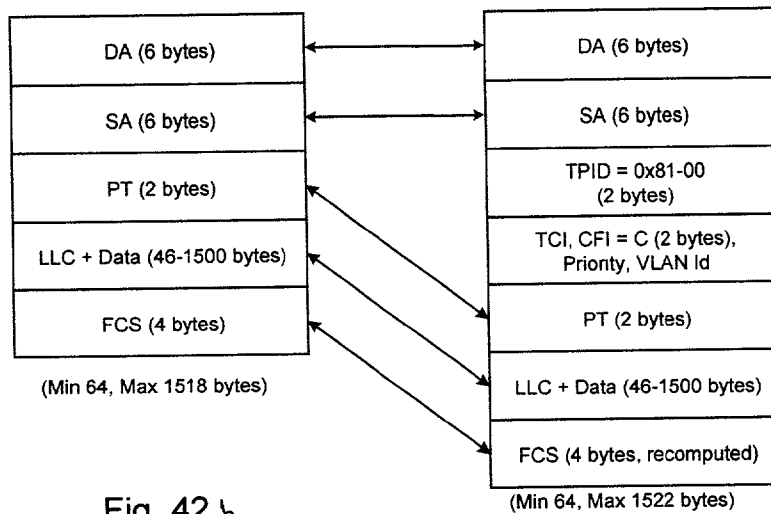 DA (6 bytes)
SA (6 bytes)
PT (2 bytes)
LLC + Data (46-1500 bytes)
FCS (4 bytes)
(Min 64, Max 1518 bytes)
DA (6 bytes)
SA (6 bytes)
TPID = 0x81-00
(2 bytes)
TCI, CFI = C (2 bytes),
Priority, VLAN Id
PT (2 bytes)
LLC + Data (46-1500 bytes)
FCS (4 bytes, recomputed)
(Min 64, Max 1522 bytes)
Fig. 42 b